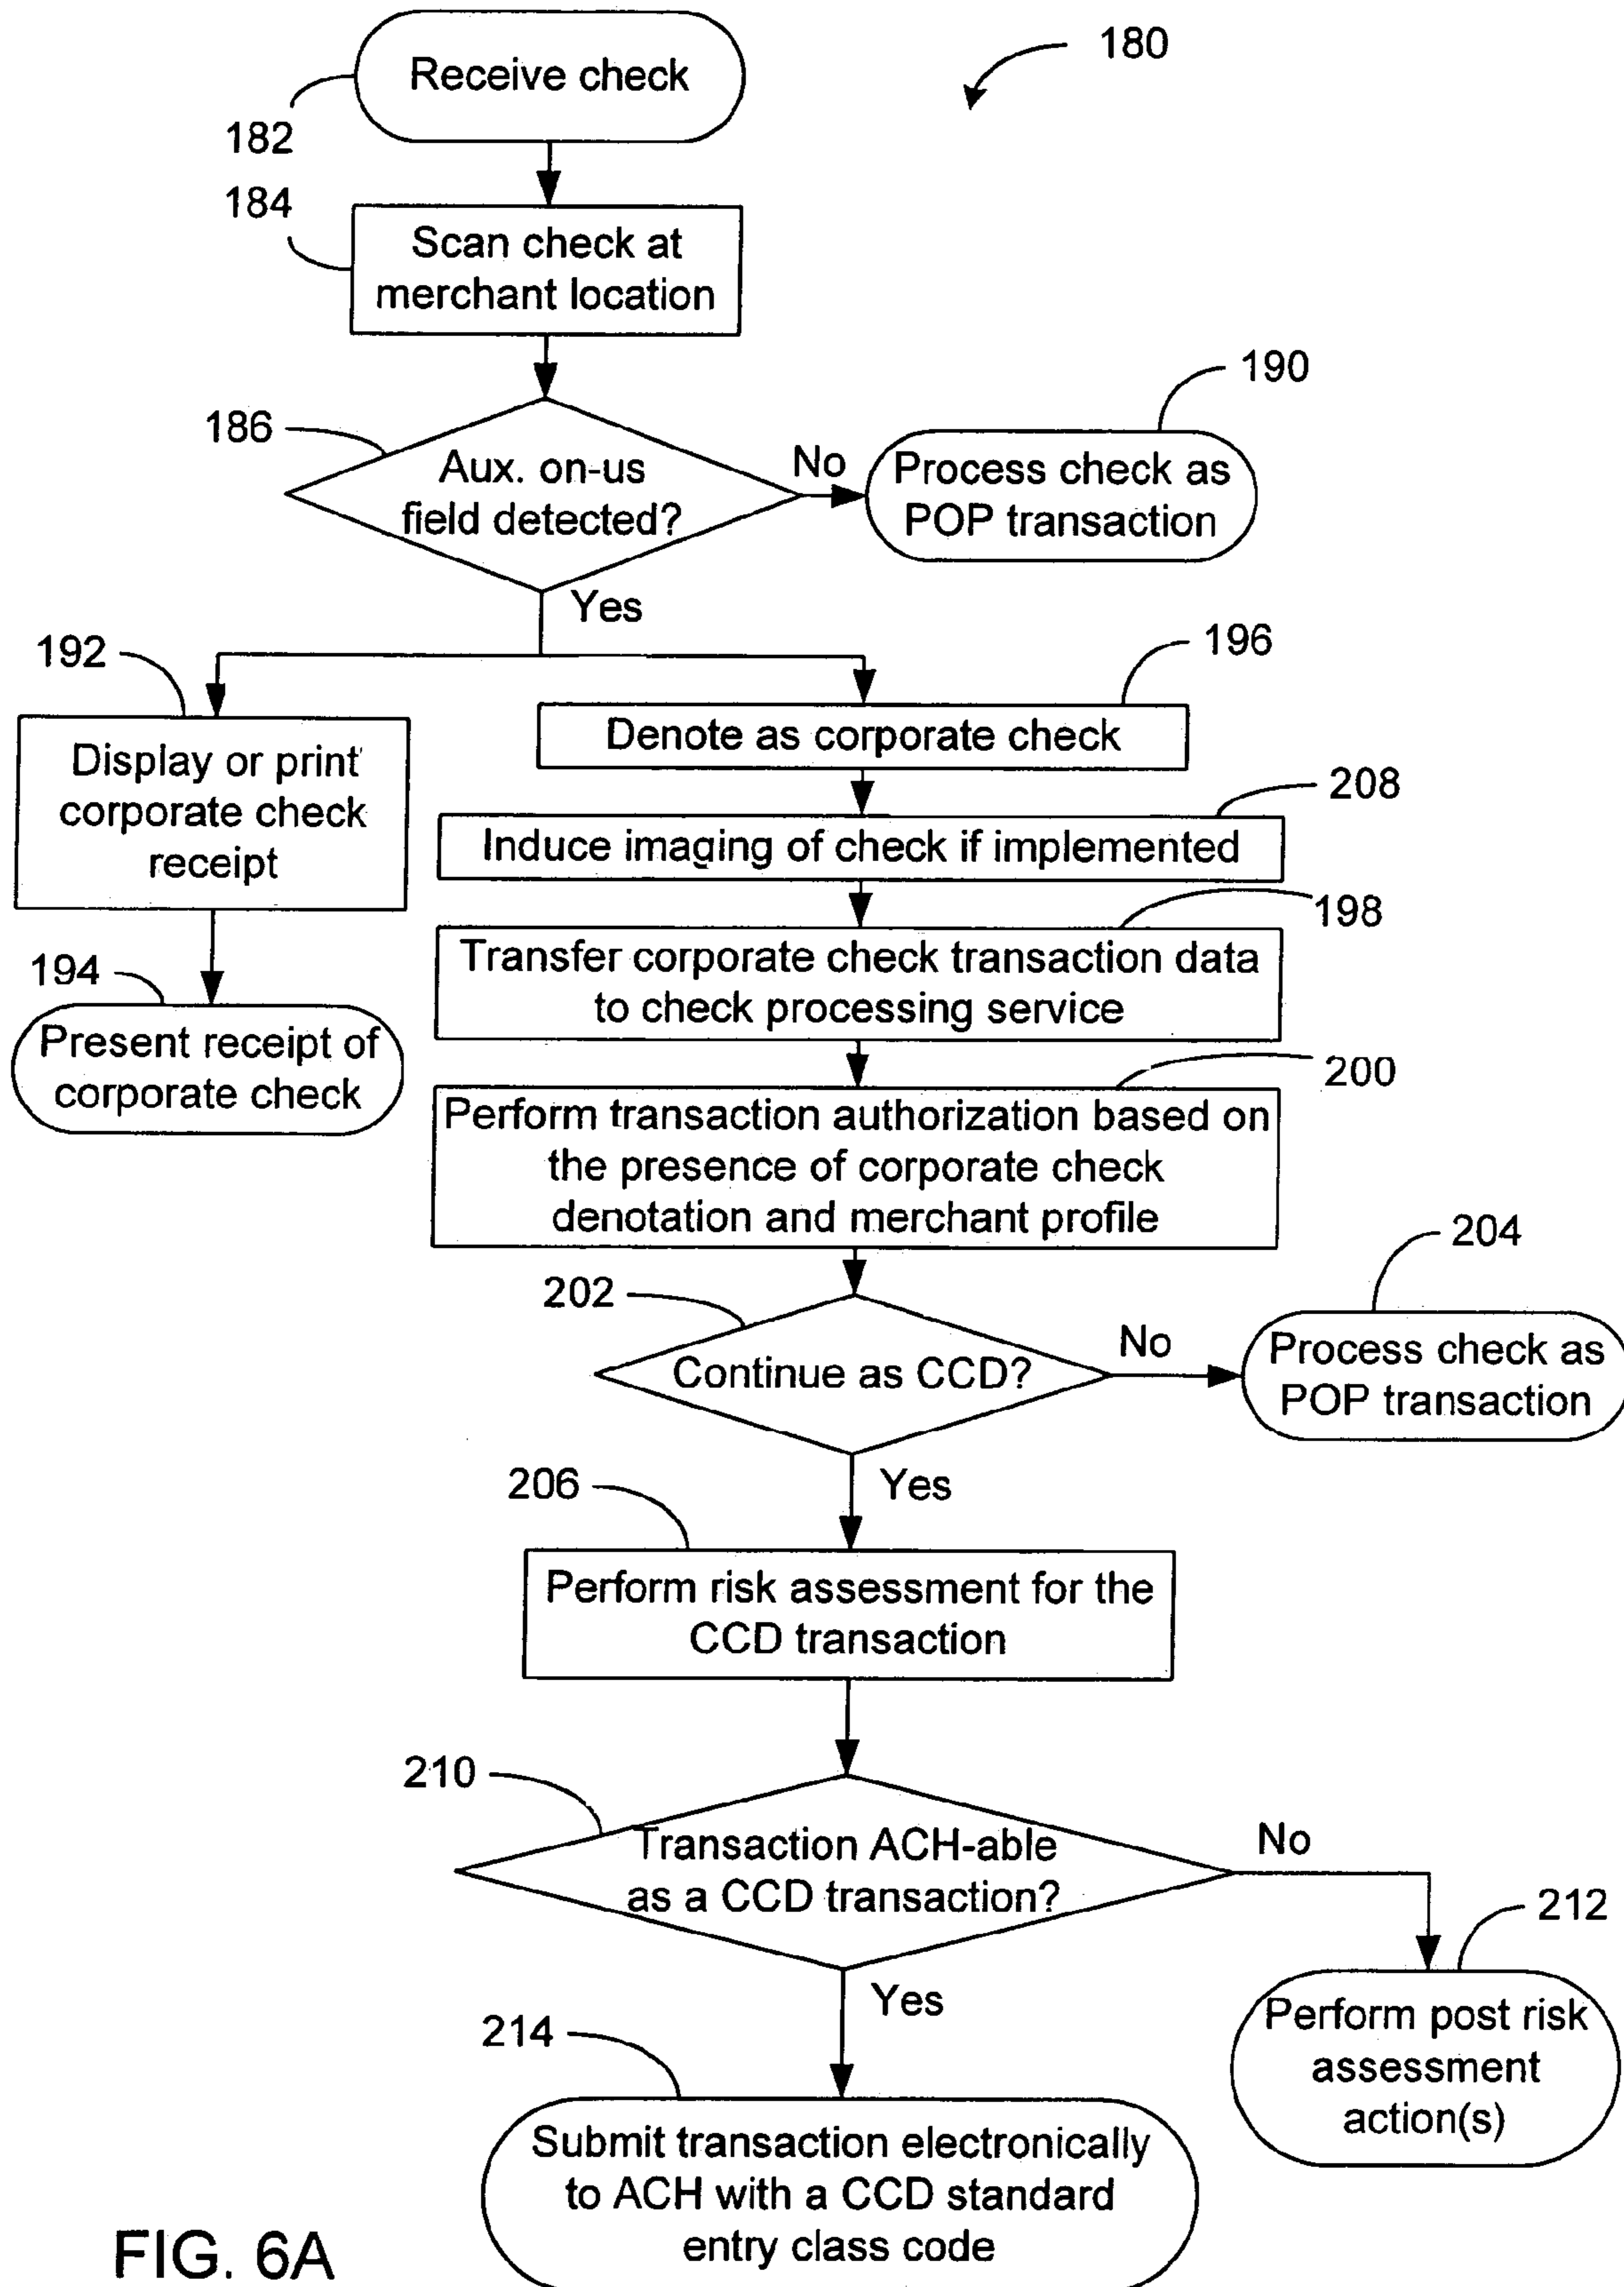 180
Receive check
182
184
Scan check at
merchant location
186
Aux. on-us
field detected?
No
190
Process check as
POP transaction
Yes
192
Display or print
corporate check
receipt
194
Present receipt of
corporate check
196
Denote as corporate check
208
Induce imaging of check if implemented
198
Transfer corporate check transaction data
to check processing service
200
Perform transaction authorization based on
the presence of corporate check
denotation and merchant profile
202
Continue as CCD?
No
204
Process check as
POP transaction
Yes
206
Perform risk assessment for the
CCD transaction
210
Transaction ACH-able
as a CCD transaction?
No
212
Perform post risk
assessment
action(s)
Yes
214
Submit transaction electronically
to ACH with a CCD standard
entry class code
FIG. 6A